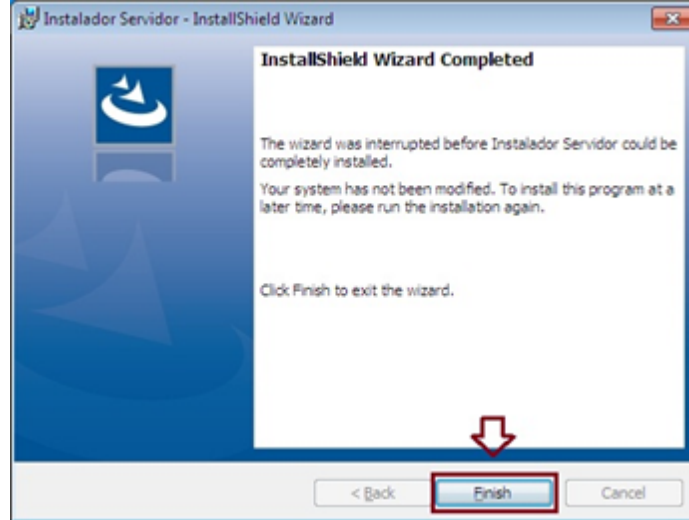 Instalador Servidor - InstallShield Wizard
InstallShield Wizard Completed
The wizard was interrupted before Instalador Servidor could be
completely installed.
Your system has not been modified. To install this program at a
later time, please run the installation again.
Click Finish to exit the wizard.
< Back
Finish
Cancel